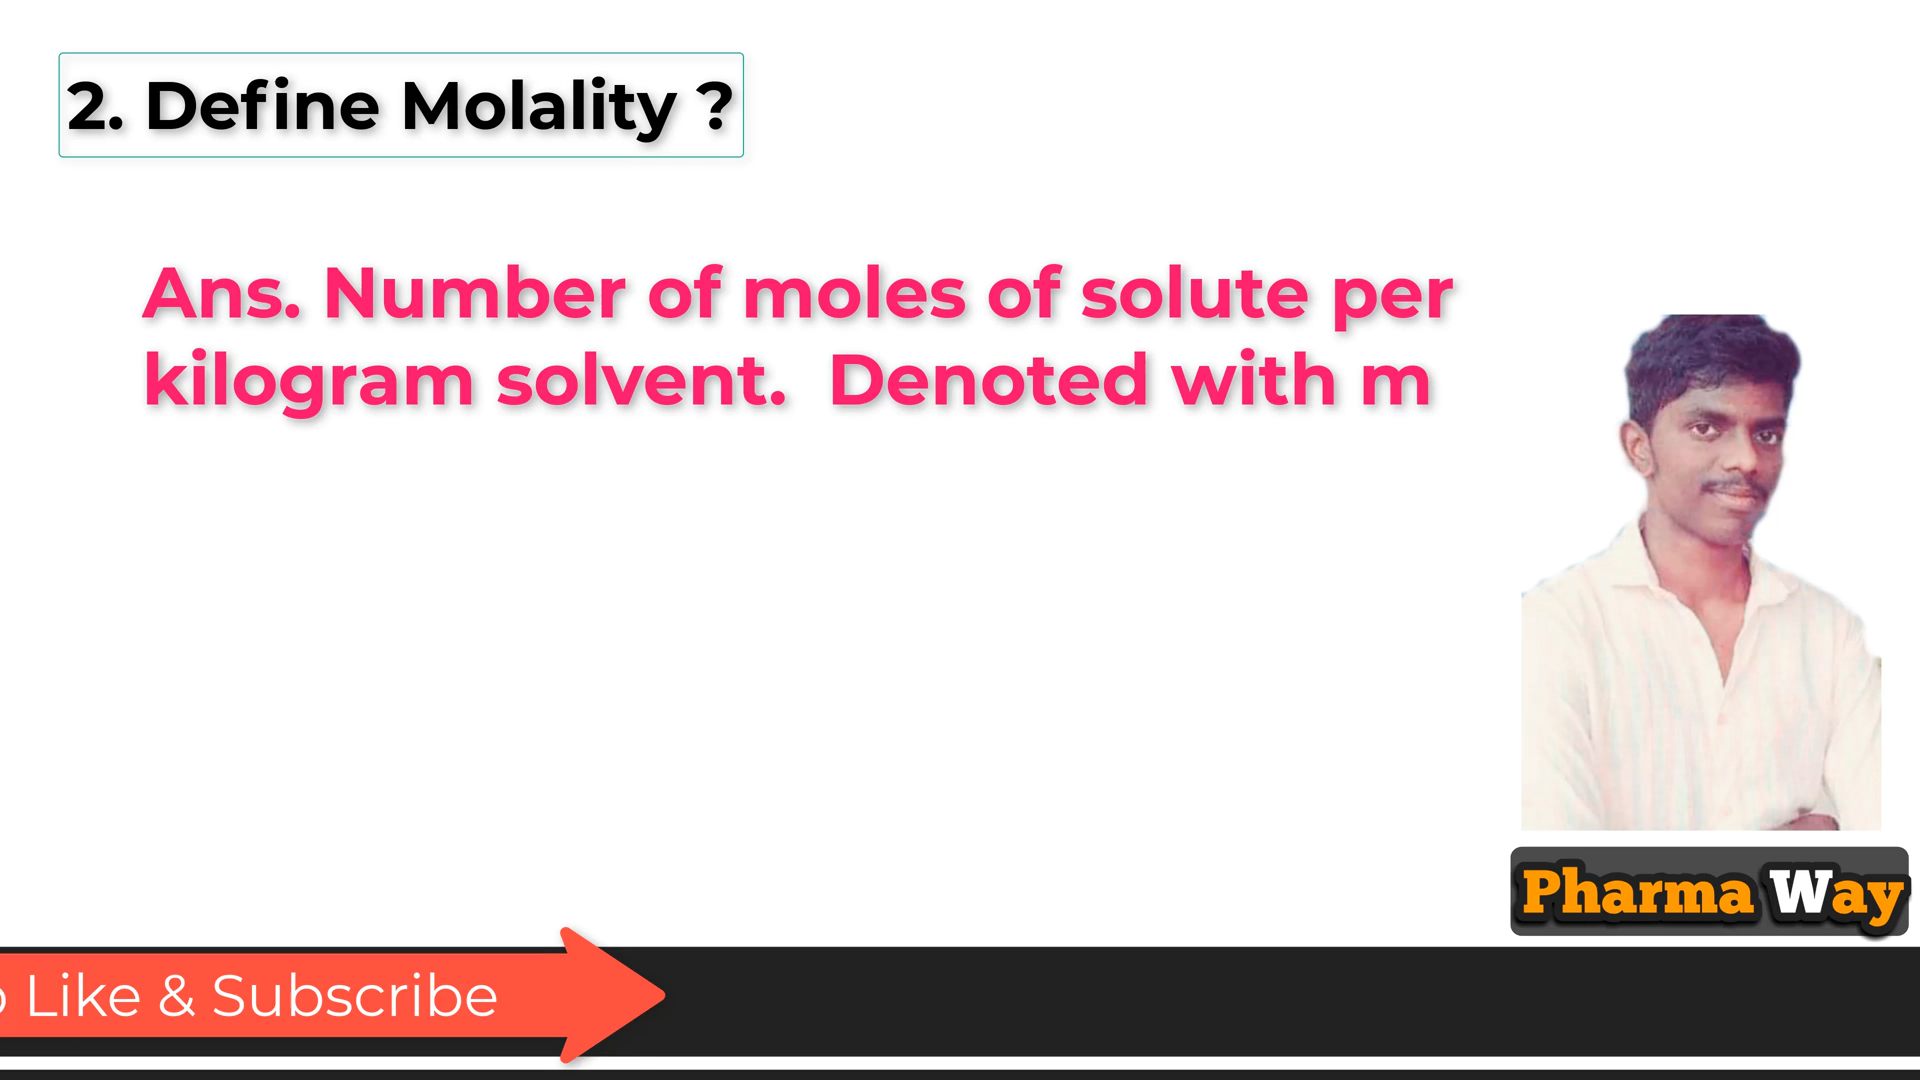 2. Define Molality ?
Ans. Number of moles of solute per
kilogram solvent. Denoted with m
Pharma Way
Like & Subscribe